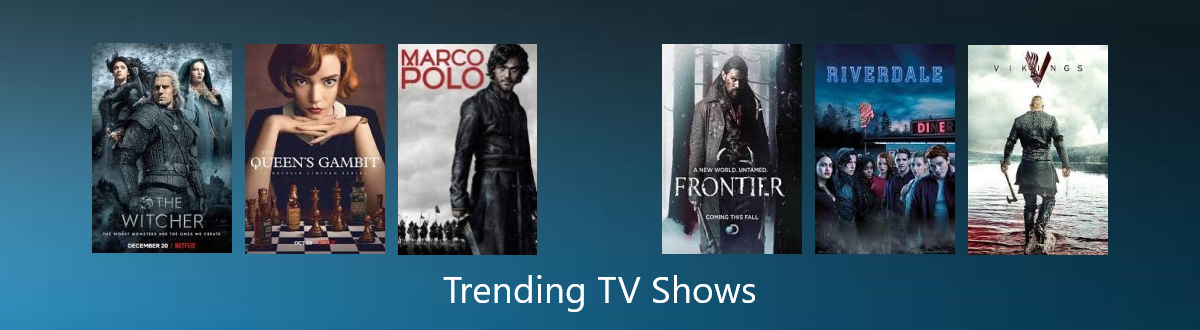 THE
WITCHER
THE WORST MONSTERS ARE THE ONES WE CREATE
DECEMBER 20 | NETFLIX
THE
QUEEN'S GAMBIT
A NETFLIX LIMITED SERIES
MARCO
POLO
A NEW WORLD. UNTAMED.
FRONTIER
COMING THIS FALL
RIVERDALE
DINER
VIKINGS
Trending TV Shows